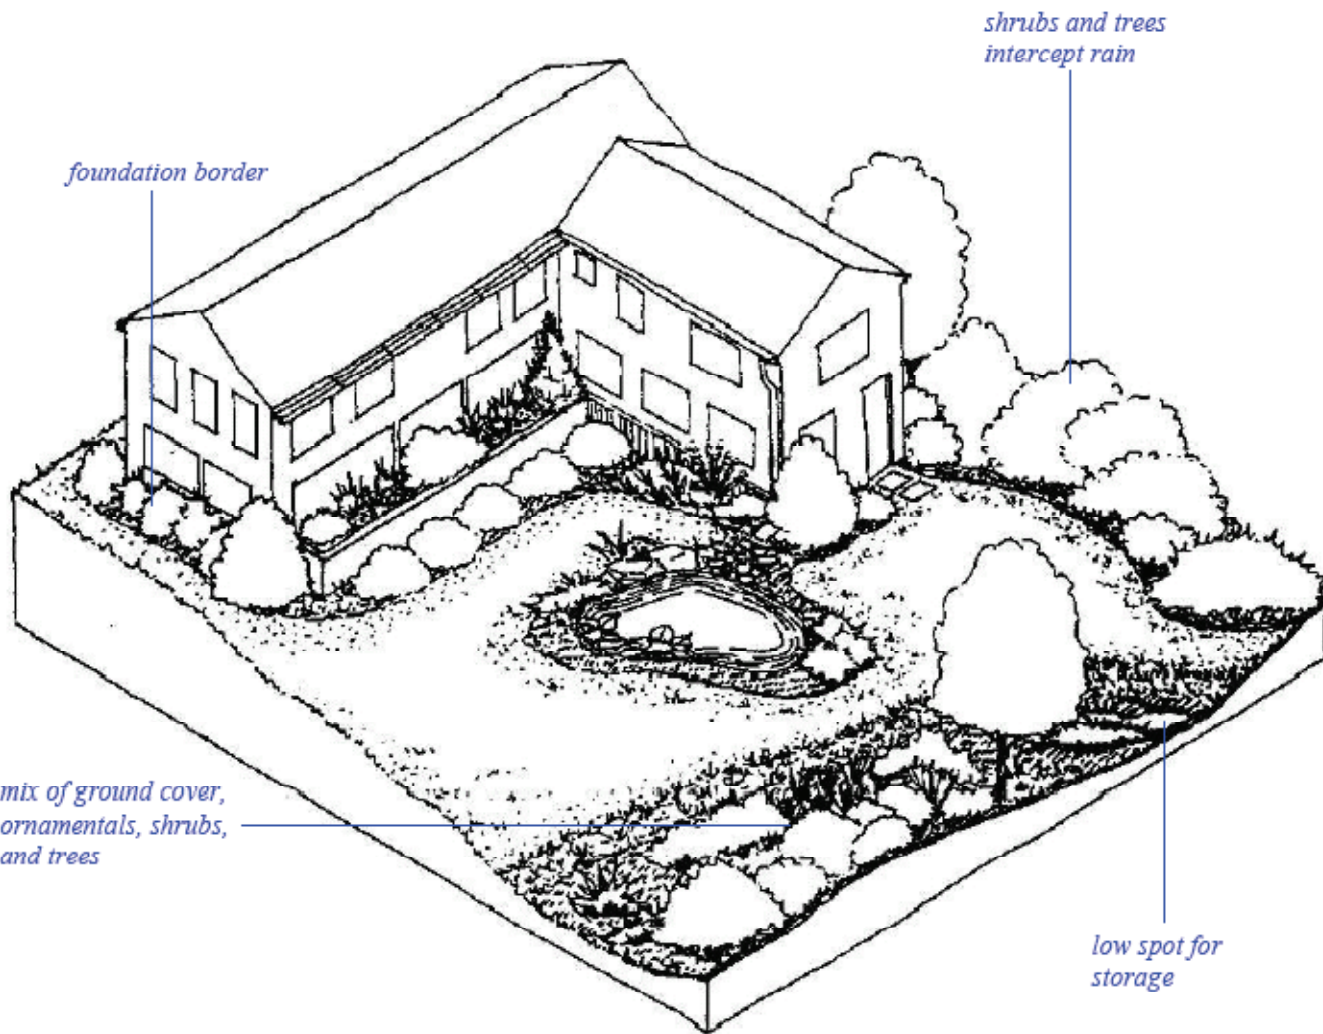 shrubs and trees
intercept rain
foundation border
mix of ground cover,
ornamentals, shrubs,
and trees
low spot for
storage